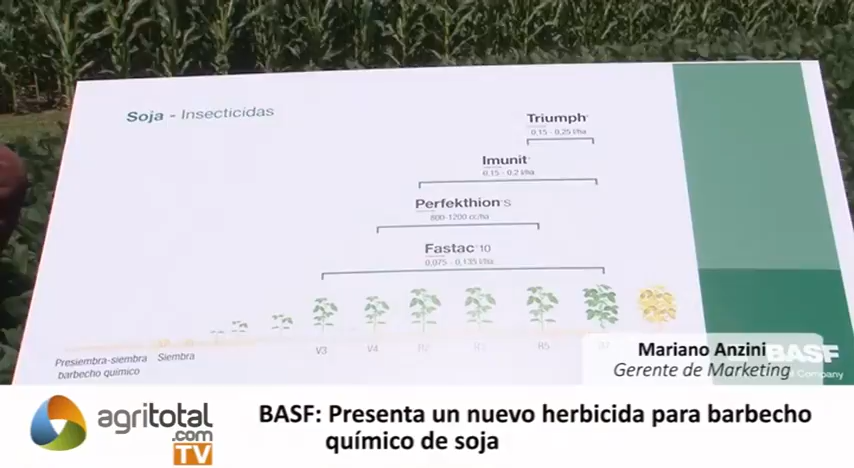 Soja - Insecticidas
Triumph
0,15 - 0,25 l/ha
Imunit
0,15 - 0,2 l/ha
Perfekthion S
800-1200 cc/ha
Fastac 10
0,075 - 0,135 l/ha
Presiembra-siembra
barbecho químico
Siembra
V3
V4
R5
Mariano Anzini
Gerente de Marketing
BASF
Company
agritotal
.com
TV
BASF: Presenta un nuevo herbicida para barbecho
químico de soja